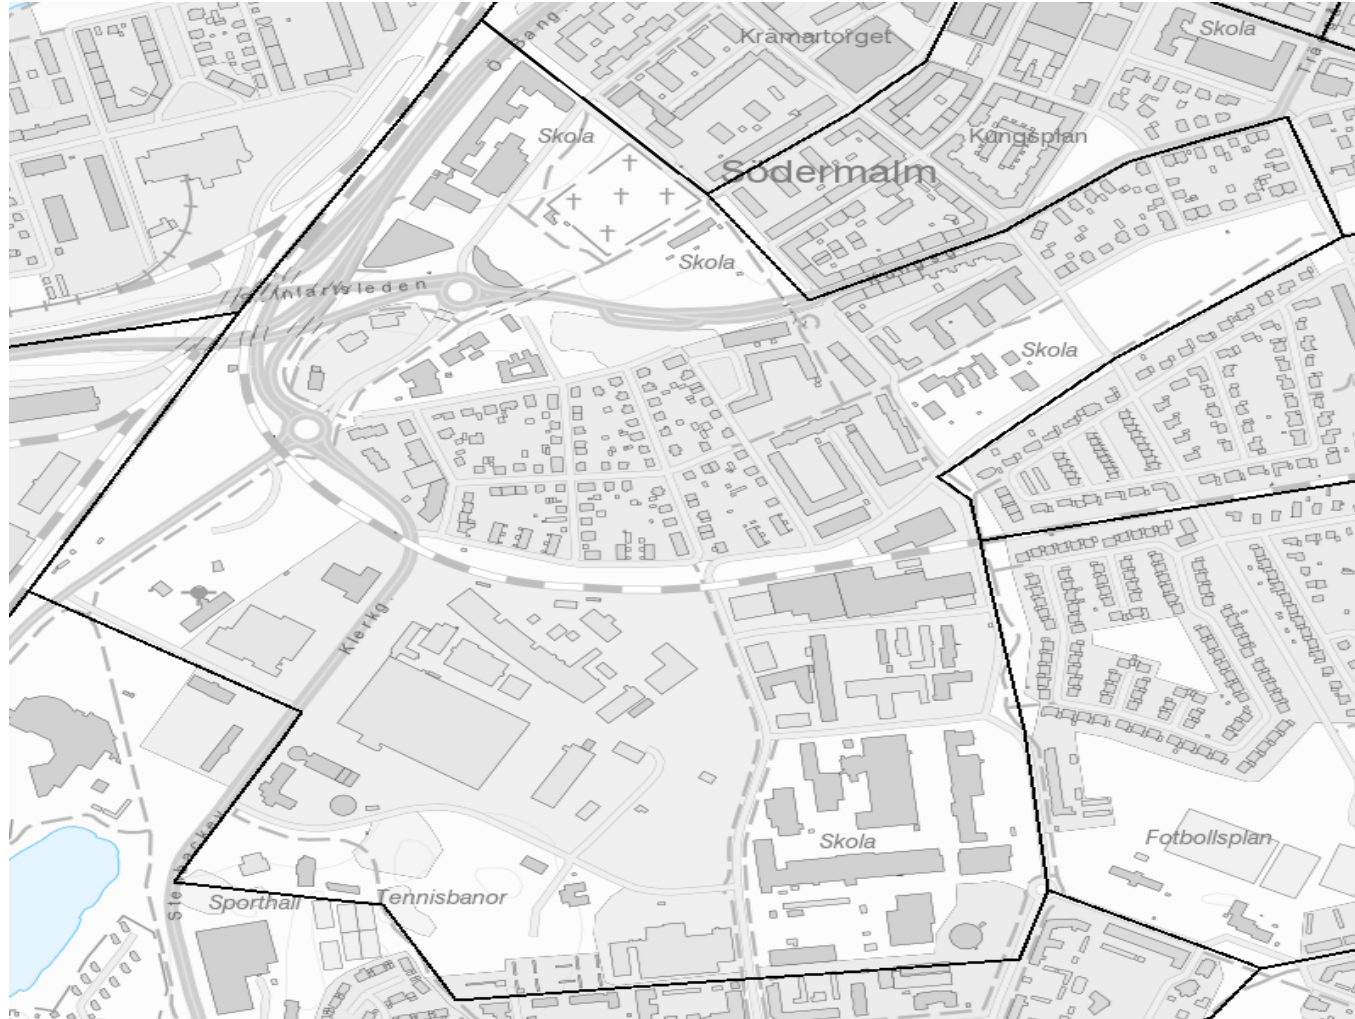 Skola
Krämartorget
Kungsplan
Skola
Södermalm
Skola
Skola
Klerkg.
Skola
Fotbollsplan
Tennisbanor
Sporthall